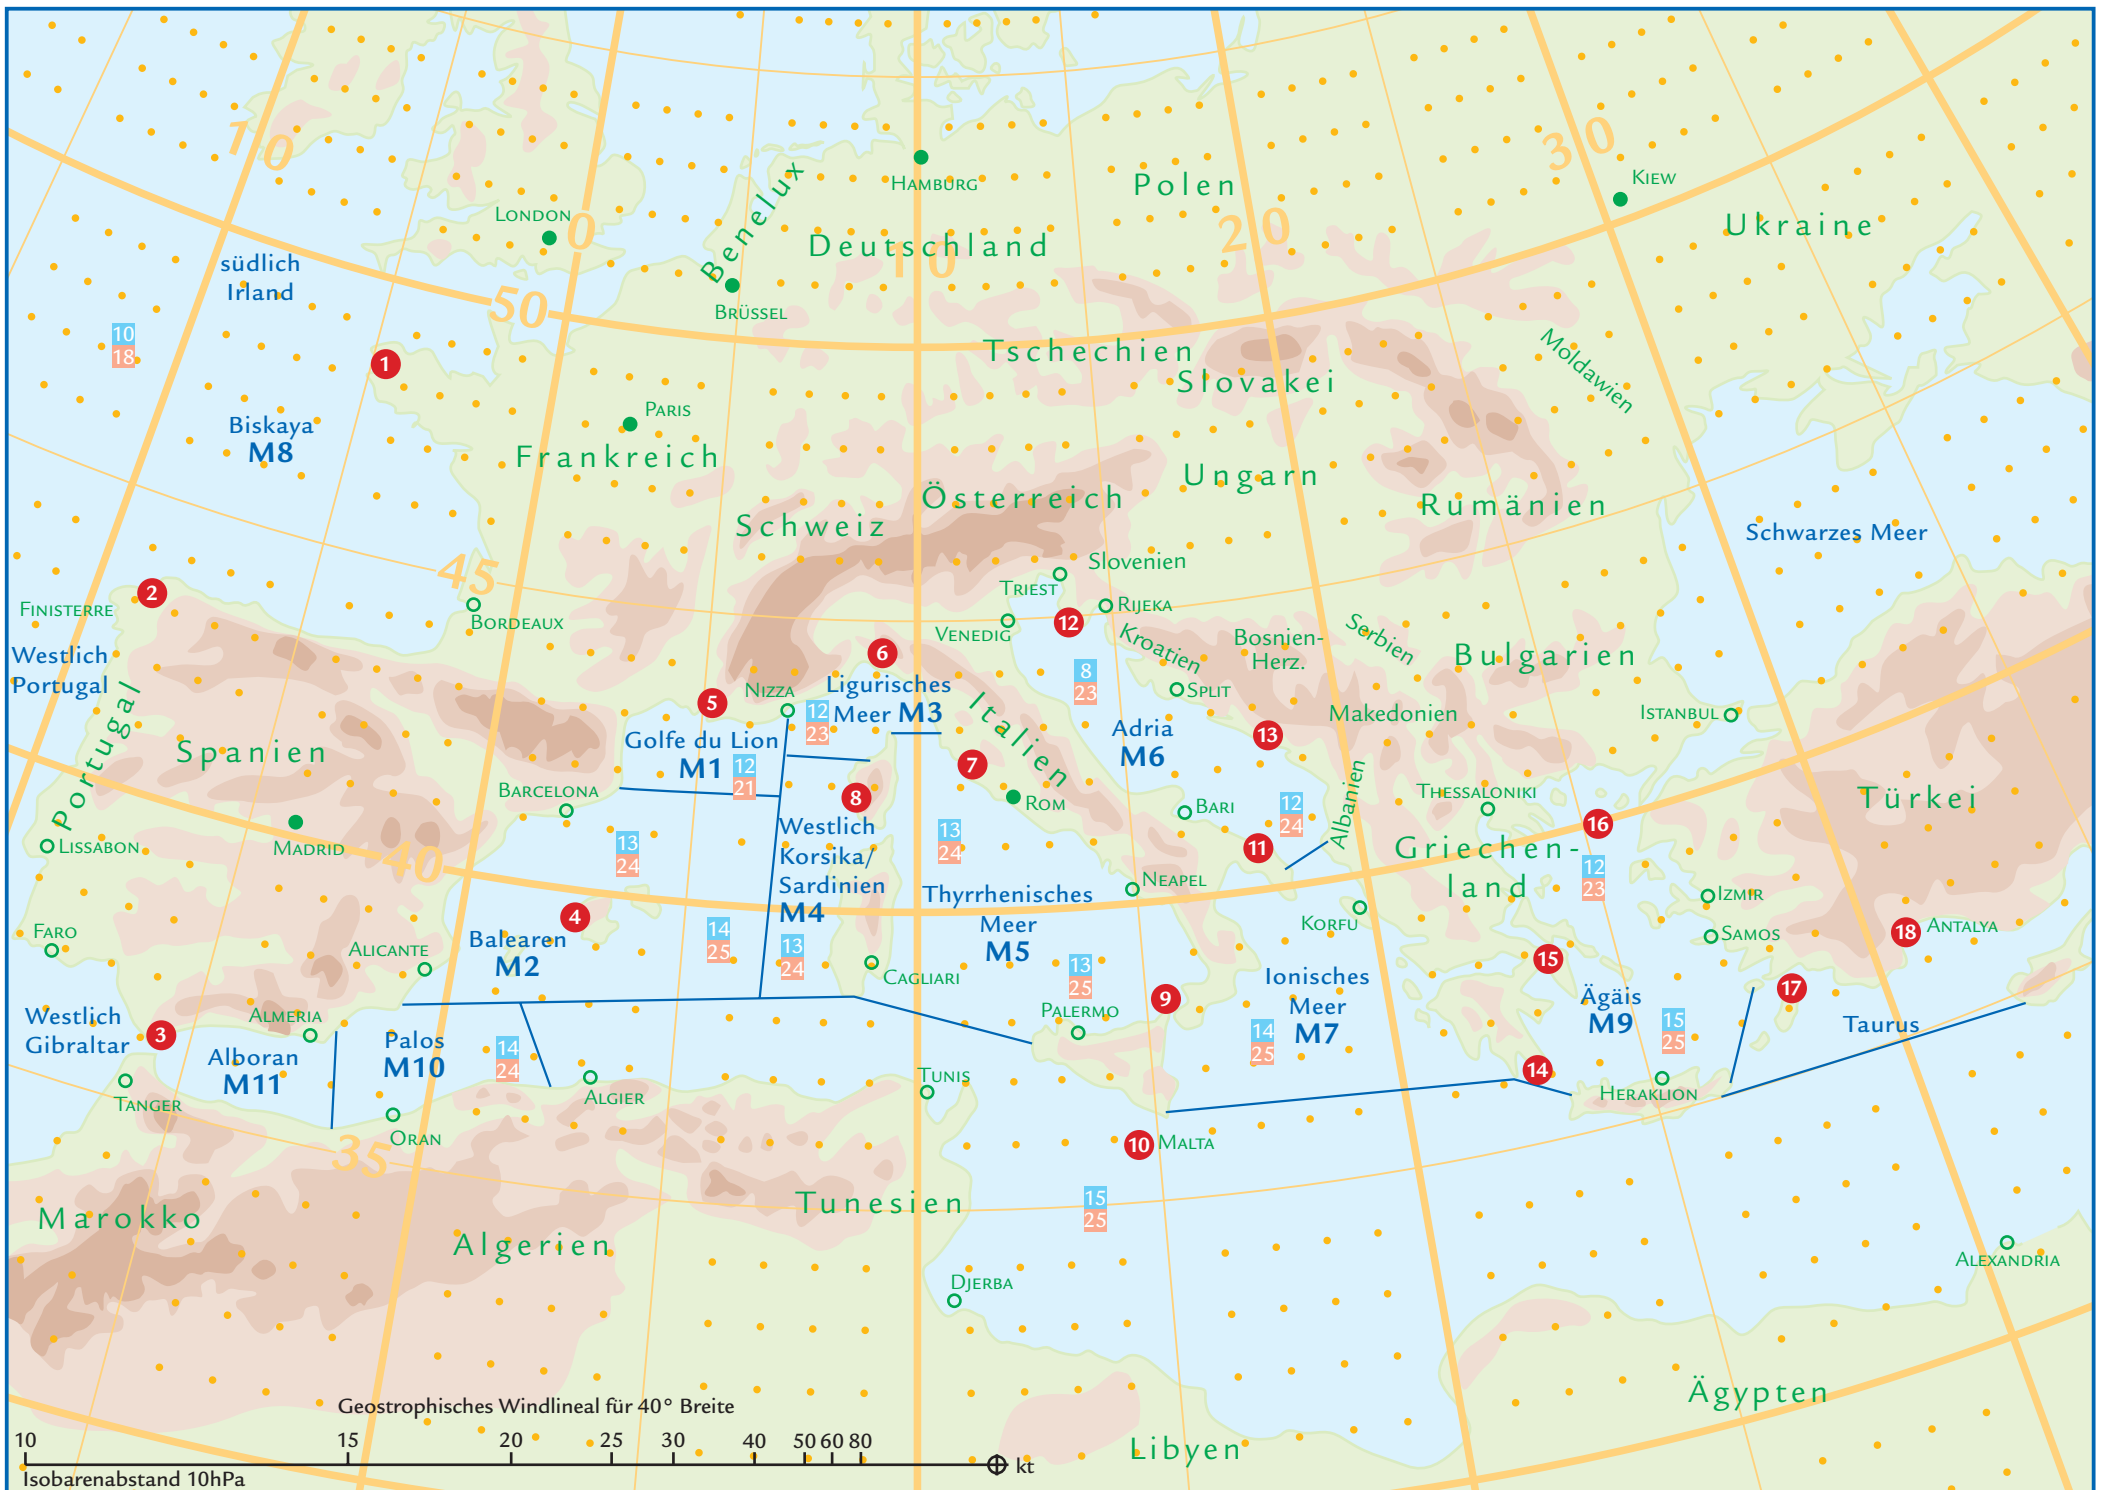 10
30
KIEW
HAMBURG
Polen
LONDON
0
Benelux
20
Ukraine
Deutschland
10
südlich
Irland
50
BRÜSSEL
10
18
1
Tschechien
Slovakei
Moldawien
PARIS
Biskaya
M8
Frankreich
Ungarn
Österreich
Rumänien
Schweiz
Schwarzes Meer
45
Slovenien
TRIEST
2
FINISTERRE
BORDEAUX
RIJEKA
12
VENEDIG
Kroatien
Bosnien-
Herz.
Serbien
Bulgarien
Westlich
Portugal
6
8
23
Portugal
Ligurisches
Meer M3
NIZZA
5
12
23
Italien
SPLIT
Makedonien
ISTANBUL
Adria
M6
13
Spanien
Golfe du Lion
M1
12
21
7
BARCELONA
8
ROM
BARI
12
24
Albanien
THESSALONIKI
16
Türkei
LISSABON
MADRID
40
13
24
Westlich
Korsika/
Sardinien
M4
13
24
11
Griechen-
land
12
23
NEAPEL
IZMIR
Thyrrhenisches
Meer
M5
4
FARO
ALICANTE
Balearen
M2
14
25
13
24
KORFU
SAMOS
18
ANTALYA
CAGLIARI
13
25
15
Ionisches
Meer
M7
9
17
Ägäis
M9
Westlich
Gibraltar
3
ALMERIA
PALERMO
14
25
15
25
Taurus
Alboran
M11
Palos
M10
14
24
TUNIS
14
HERAKLION
TANGER
ALGIER
ORAN
35
10
MALTA
Marokko
Tunesien
15
25
Algerien
ALEXANDRIA
DJERBA
Ägypten
Geostrophisches Windlineal für 40° Breite
Libyen
10 15 20 25 30 40 50 60 80
kt
Isobarenabstand 10hPa